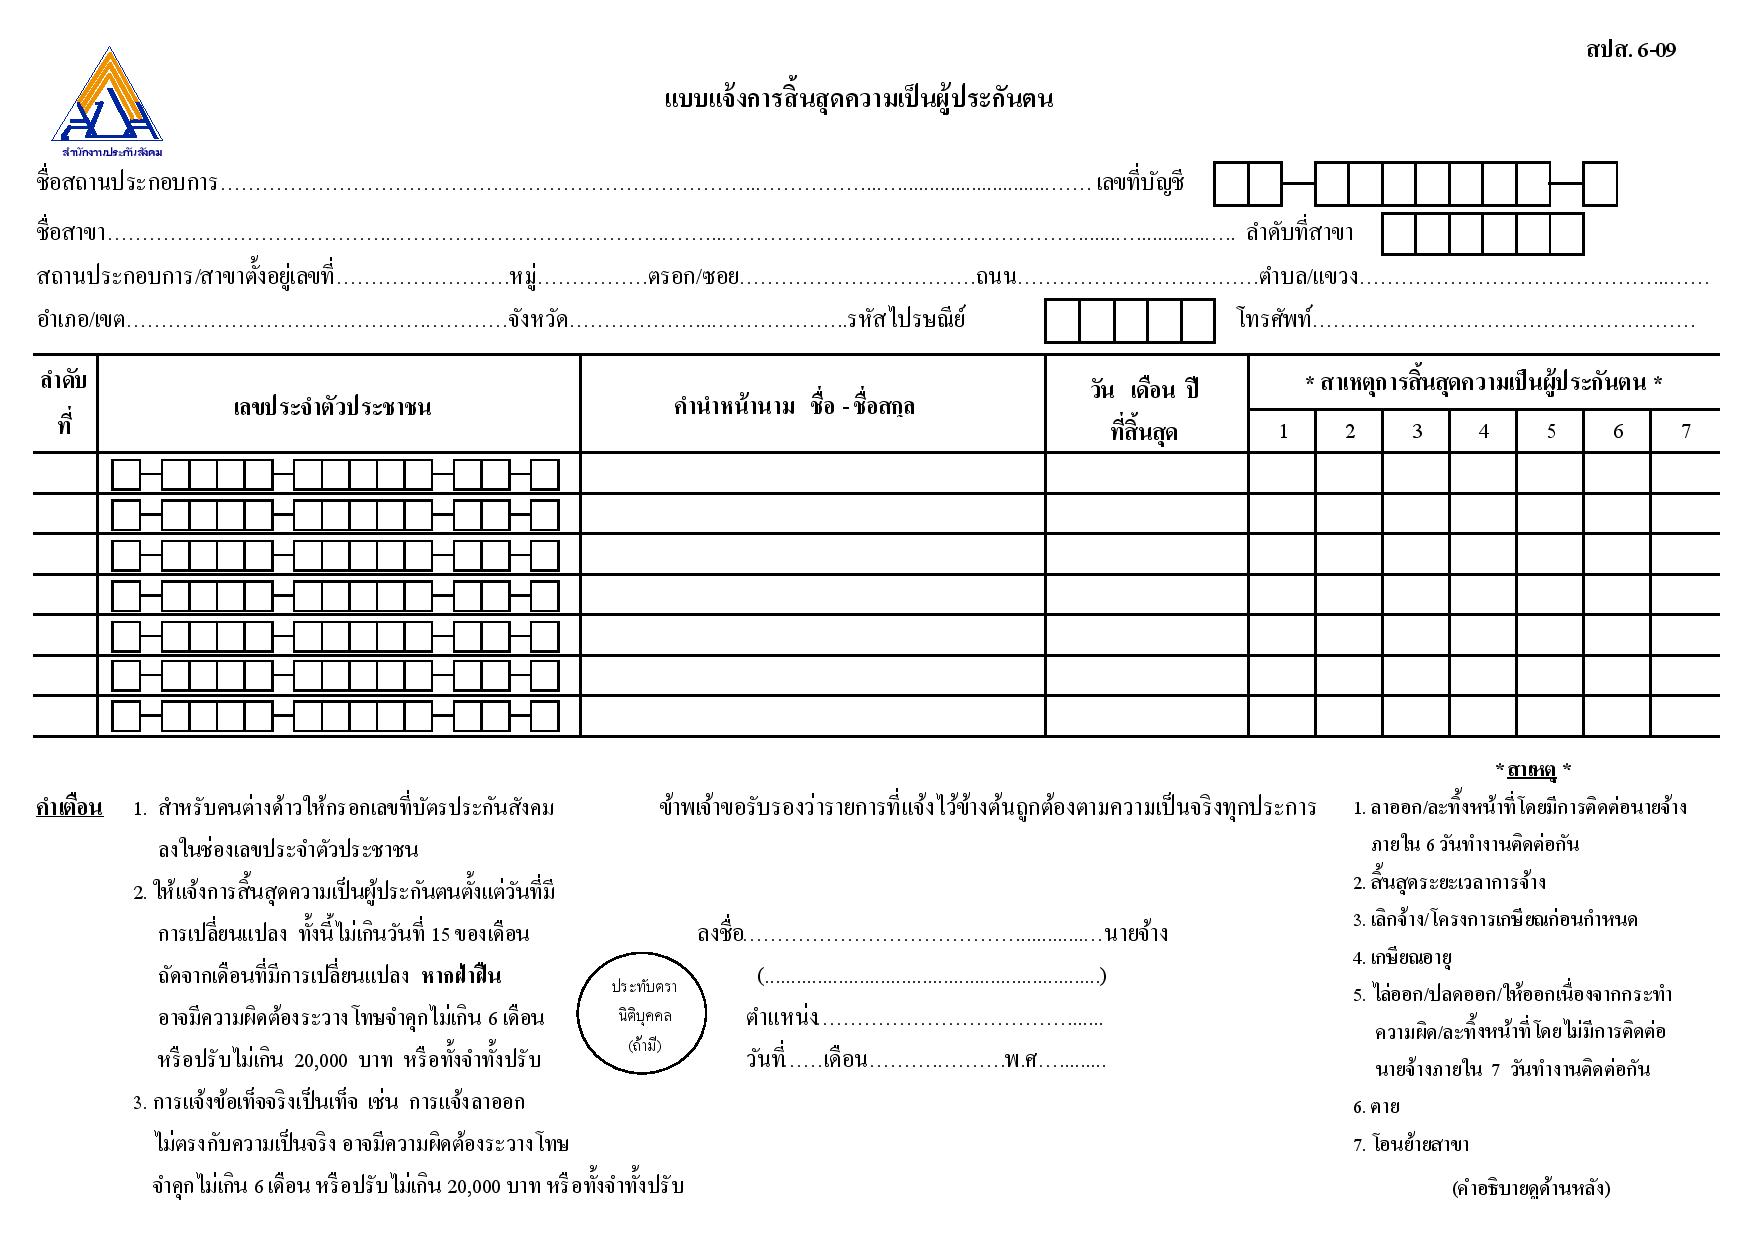 สปส. 6-09
แบบแจ้งการสิ้นสุดความเป็นผู้ประกันตน
สำนักงานประกันสังคม
ชื่อสถานประกอบการ........................................ เลขที่บัญชี
ชื่อสาขา........................................ ลำดับที่สาขา
สถานประกอบการ/สาขาตั้งอยู่เลขที่....................หมู่...............ตรอก/ซอย....................ถนน....................ตำบล/แขวง....................
อำเภอ/เขต....................จังหวัด....................รหัสไปรษณีย์ โทรศัพท์....................
ลำดับที่ เลขประจำตัวประชาชน คำนำหน้านาม ชื่อ - ชื่อสกุล วัน เดือน ปี ที่สิ้นสุด * สาเหตุการสิ้นสุดความเป็นผู้ประกันตน *
1 2 3 4 5 6 7
คำเตือน 1. สำหรับคนต่างด้าวให้กรอกเลขที่บัตรประกันสังคม
ลงในช่องเลขประจำตัวประชาชน
2. ให้แจ้งการสิ้นสุดความเป็นผู้ประกันตนตั้งแต่วันที่มี
การเปลี่ยนแปลง ทั้งนี้ไม่เกินวันที่ 15 ของเดือน
ถัดจากเดือนที่มีการเปลี่ยนแปลง หากฝ่าฝืน
อาจมีความผิดต้องระวางโทษจำคุกไม่เกิน 6 เดือน
หรือปรับไม่เกิน 20,000 บาท หรือทั้งจำทั้งปรับ
3. การแจ้งข้อเท็จจริงเป็นเท็จ เช่น การแจ้งลาออก
ไม่ตรงกับความเป็นจริง อาจมีความผิดต้องระวางโทษ
จำคุกไม่เกิน 6 เดือน หรือปรับไม่เกิน 20,000 บาท หรือทั้งจำทั้งปรับ
ข้าพเจ้าขอรับรองว่ารายการที่แจ้งไว้ข้างต้นถูกต้องตามความเป็นจริงทุกประการ
ลงชื่อ........................................นายจ้าง
(........................................)
ตำแหน่ง........................................
วันที่......เดือน....................พ.ศ..........
ประทับตรา
นิติบุคคล
(ถ้ามี)
* สาเหตุ *
1. ลาออก/ละทิ้งหน้าที่โดยมีการติดต่อนายจ้าง
ภายใน 6 วันทำงานติดต่อกัน
2. สิ้นสุดระยะเวลาการจ้าง
3. เลิกจ้าง/โครงการเกษียณก่อนกำหนด
4. เกษียณอายุ
5. ไล่ออก/ปลดออก/ให้ออกเนื่องจากกระทำ
ความผิด/ละทิ้งหน้าที่โดยไม่มีการติดต่อ
นายจ้างภายใน 7 วันทำงานติดต่อกัน
6. ตาย
7. โอนย้ายสาขา
(คำอธิบายดูด้านหลัง)